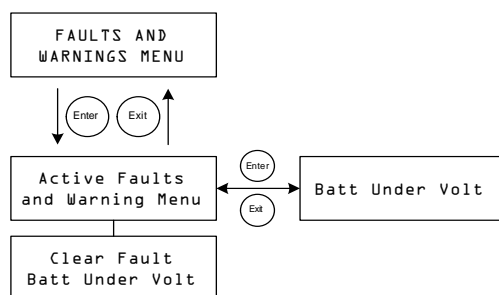 FAULTS AND
WARNINGS MENU
Enter
Exit
Active Faults
and Warning Menu
Enter
Exit
Batt Under Volt
Clear Fault
Batt Under Volt